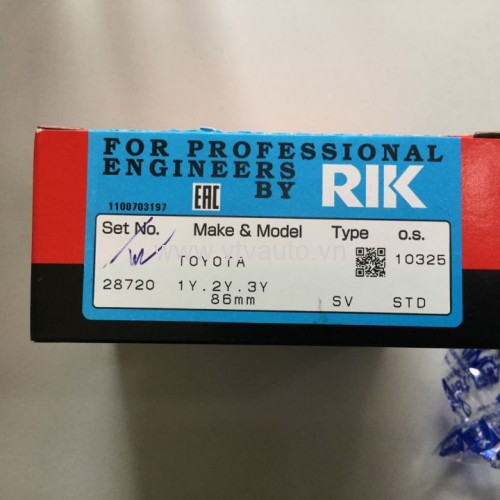 FOR PROFESSIONAL
ENGINEERS
BY RIK
1100703197 EAC
Set No. Make & Model Type o.s.
TOYOTA 10325
28720 1Y.2Y.3Y
86mm SV STD
www.vtvauto.vn